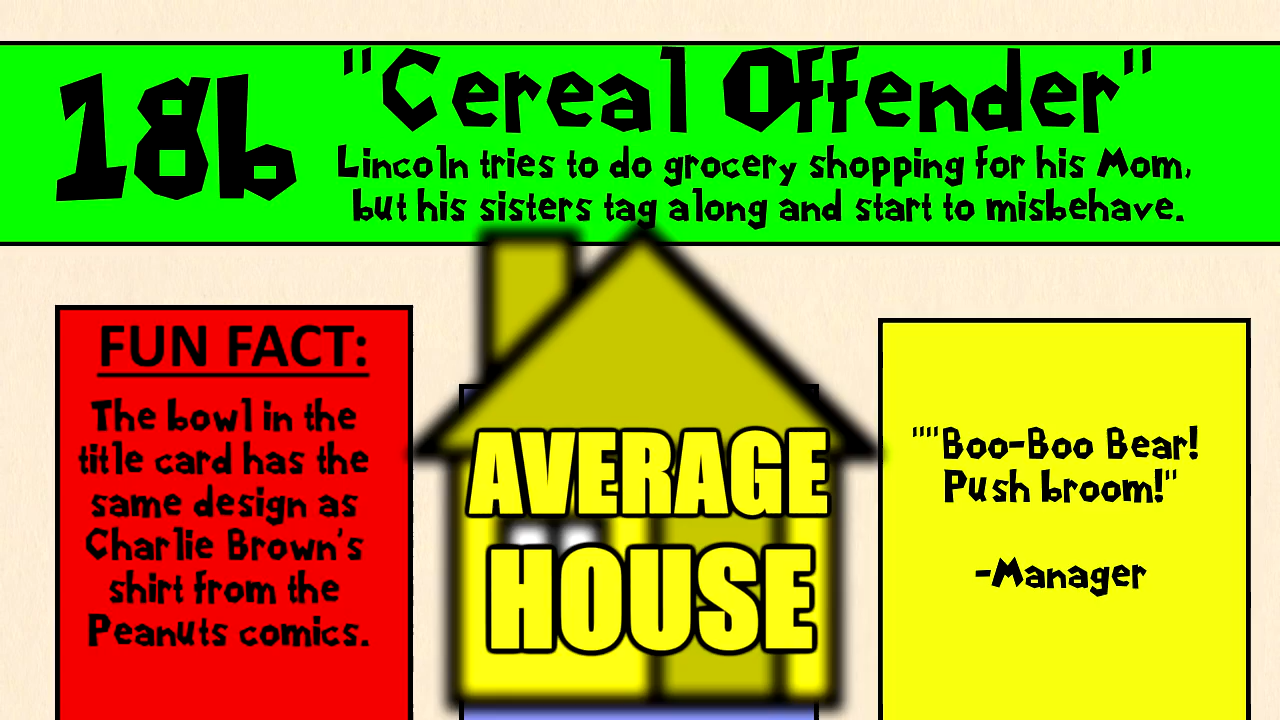 18b
"Cereal Offender"
Lincoln tries to do grocery shopping for his Mom,
but his sisters tag along and start to misbehave.
FUN FACT:
The bowl in the
title card has the
same design as
Charlie Brown's
shirt from the
Peanuts comics.
AVERAGE
HOUSE
""Boo-Boo Bear!
Push broom!"
-Manager